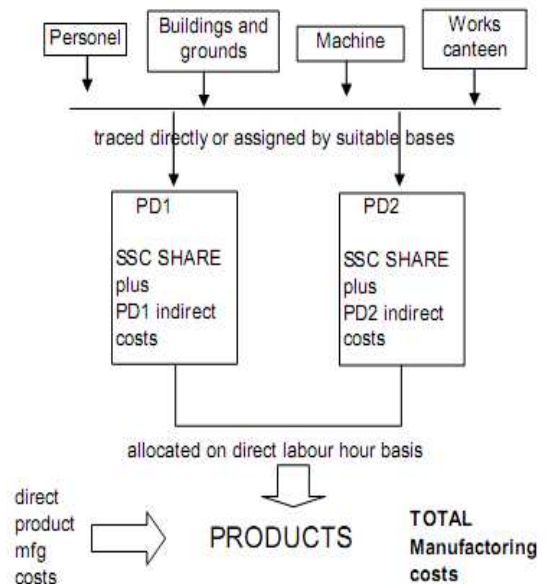 Personel
Buildings and
grounds
Machine
Works
canteen
traced directly or assigned by suitable bases
PD1
SSC SHARE
plus
PD1 indirect
costs
PD2
SSC SHARE
plus
PD2 indirect
costs
allocated on direct labour hour basis
direct
product
mfg
costs
PRODUCTS
TOTAL
Manufactoring
costs